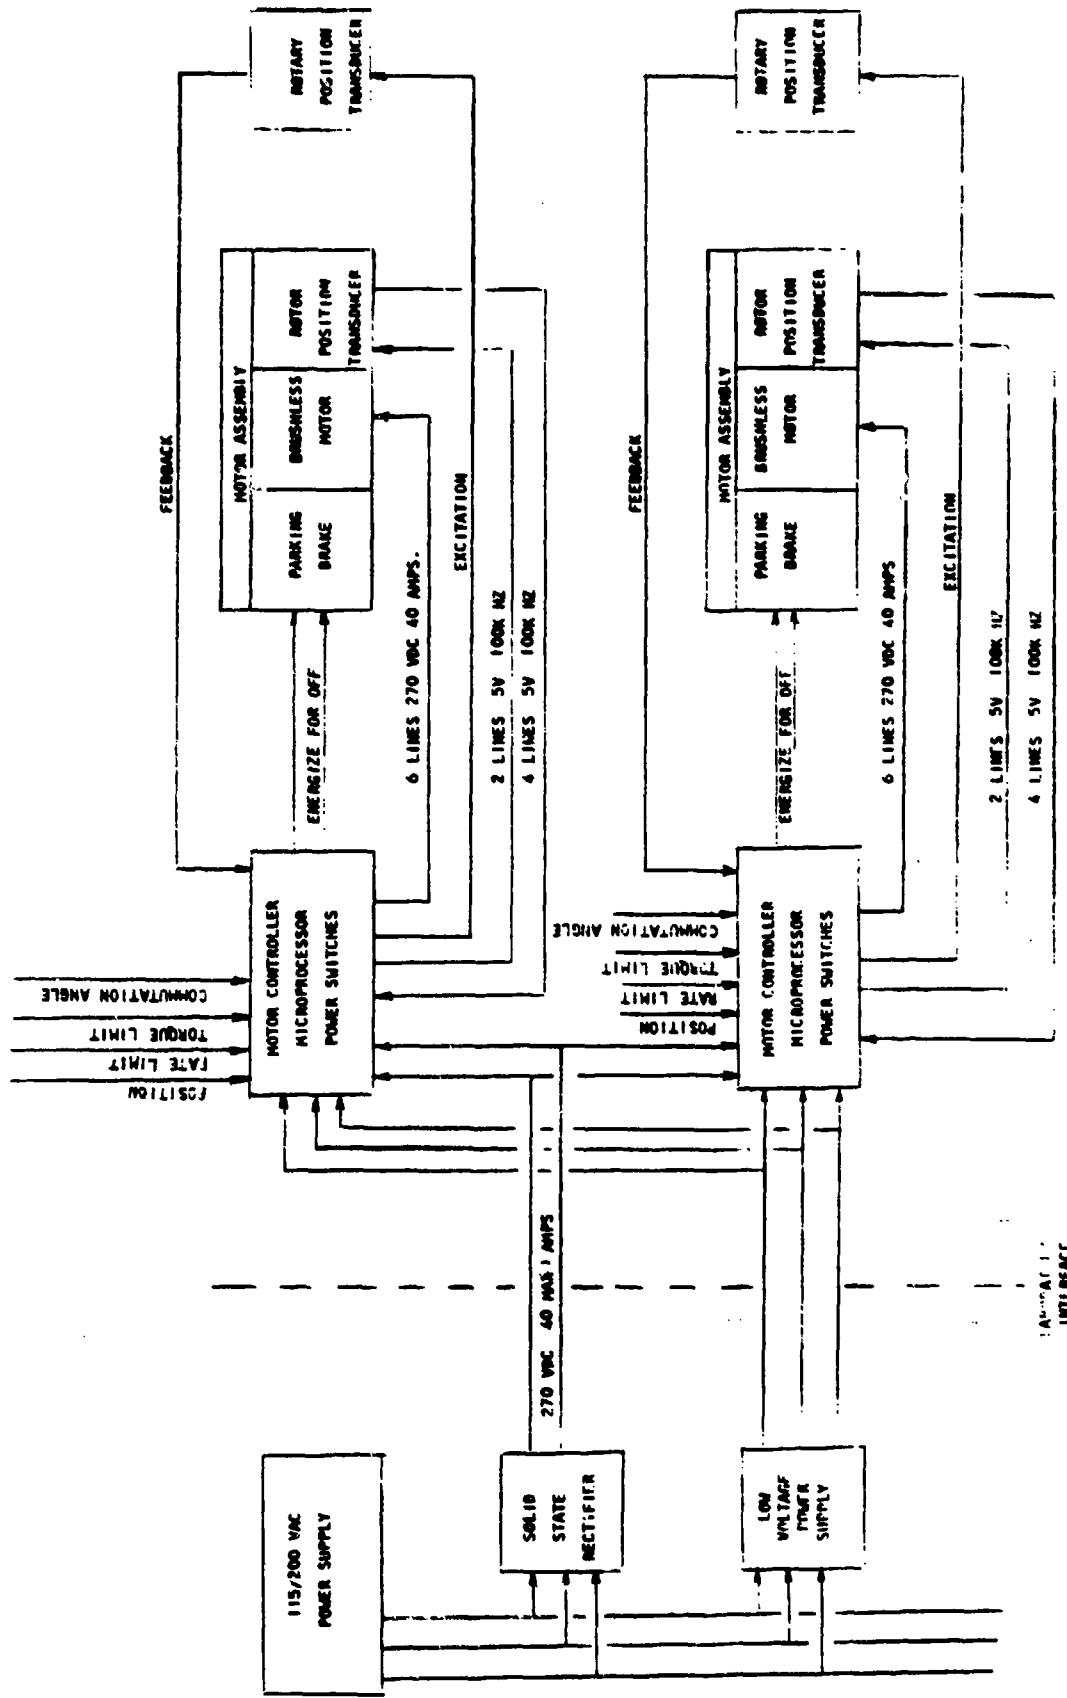 115/200 VAC
POWER SUPPLY
SOLID
STATE
RECTIFIER
LOW
VOLTAGE
POWER
SUPPLY
270 VDC 40 MAX AMPS
INTERFACE
POSITION
RATE LIMIT
TORQUE LIMIT
COMMUTATION ANGLE
MOTOR CONTROLLER
MICROPROCESSOR
POWER SWITCHES
FEEDBACK
ENERGIZE FOR OFF
MOTOR ASSEMBLY
PARKING
BRAKE
BRUSHLESS
MOTOR
ROTOR
POSITION
TRANSDUCER
6 LINES 270 VDC 40 AMPS.
EXCITATION
2 LINES 5V 100K HZ
4 LINES 5V 100K HZ
ROTARY
POSITION
TRANSDUCER
POSITION
RATE LIMIT
TORQUE LIMIT
COMMUTATION ANGLE
MOTOR CONTROLLER
MICROPROCESSOR
POWER SWITCHES
FEEDBACK
ENERGIZE FOR OFF
MOTOR ASSEMBLY
PARKING
BRAKE
BRUSHLESS
MOTOR
ROTOR
POSITION
TRANSDUCER
6 LINES 270 VDC 40 AMPS
EXCITATION
2 LINES 5V 100K HZ
4 LINES 5V 100K HZ
ROTARY
POSITION
TRANSDUCER